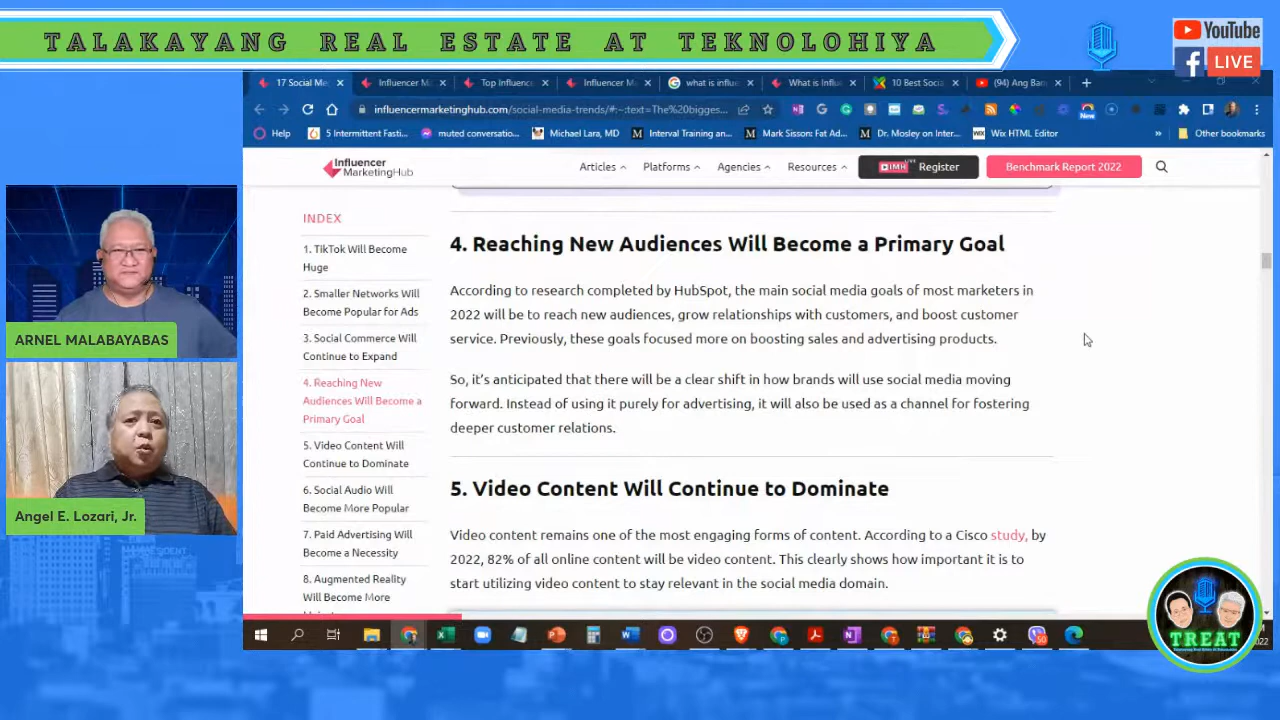 TALAKAYANG REAL ESTATE AT TEKNOLOHIYA
YouTube
f LIVE
17 Social Me
Influencer M
Top Influenc
Influencer M
what is influe
What is Influ
10 Best Soci
(94) Ang Bar
influencermarketinghub.com/social-media-trends/#:~:text=The%20bigges...
New
Help
5 Intermittent Fasti...
muted conversatio...
Michael Lara, MD
Interval Training an...
Mark Sisson: Fat Ad...
Dr. Mosley on Inter...
Wix HTML Editor
»
Other bookmarks
Influencer
MarketingHub
Articles
Platforms
Agencies
Resources
IMH LIVE Register
Benchmark Report 2022
INDEX
1. TikTok Will Become
Huge
2. Smaller Networks Will
Become Popular for Ads
3. Social Commerce Will
Continue to Expand
4. Reaching New
Audiences Will Become a
Primary Goal
5. Video Content Will
Continue to Dominate
6. Social Audio Will
Become More Popular
7. Paid Advertising Will
Become a Necessity
8. Augmented Reality
Will Become More
4. Reaching New Audiences Will Become a Primary Goal
According to research completed by HubSpot, the main social media goals of most marketers in
2022 will be to reach new audiences, grow relationships with customers, and boost customer
service. Previously, these goals focused more on boosting sales and advertising products.
So, it's anticipated that there will be a clear shift in how brands will use social media moving
forward. Instead of using it purely for advertising, it will also be used as a channel for fostering
deeper customer relations.
5. Video Content Will Continue to Dominate
Video content remains one of the most engaging forms of content. According to a Cisco study, by
2022, 82% of all online content will be video content. This clearly shows how important it is to
start utilizing video content to stay relevant in the social media domain.
ARNEL MALABAYABAS
Angel E. Lozari, Jr.
TREAT